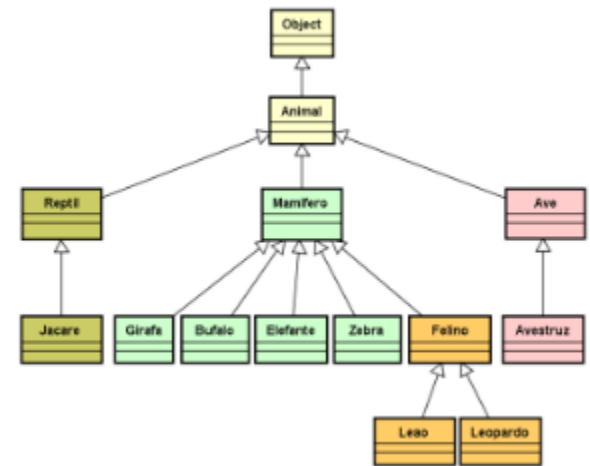 Object
Animal
Reptil
Mamifero
Ave
Jacare
Girafa
Bufalo
Elefante
Zebra
Felino
Avestruz
Leao
Leopardo